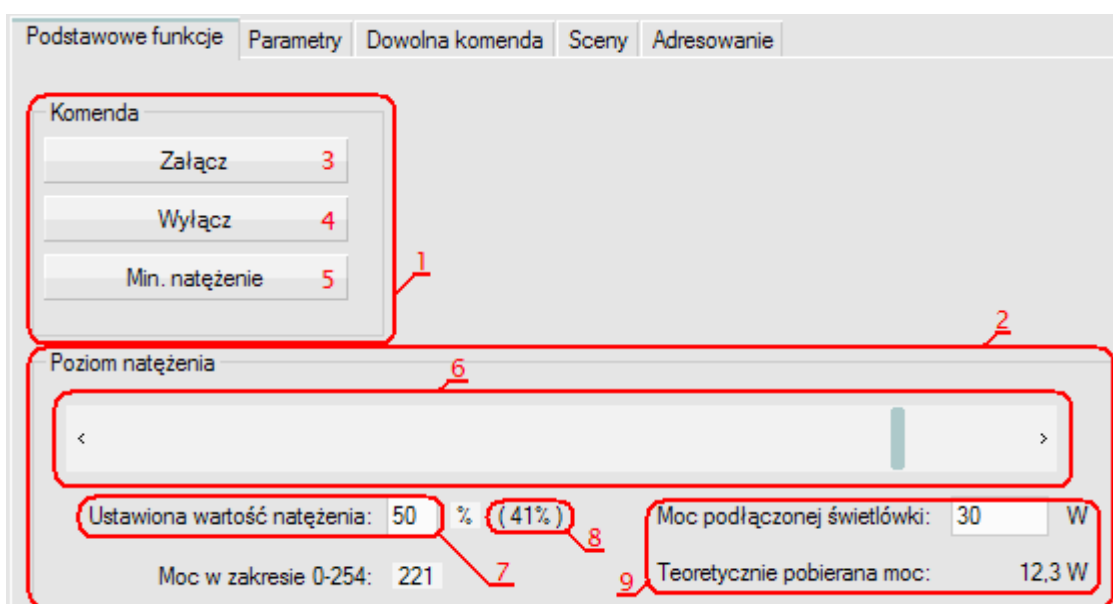 Podstawowe funkcje Parametry Dowolna komenda Sceny Adresowanie
Komenda
Załącz 3
Wyłącz 4
Min. natężenie 5
1
2
Poziom natężenia
6
< >
Ustawiona wartość natężenia: 50 % ( 41% ) Moc podłączonej świetlówki: 30 W
8
Moc w zakresie 0-254: 221 7 9 Teoretycznie pobierana moc: 12,3 W